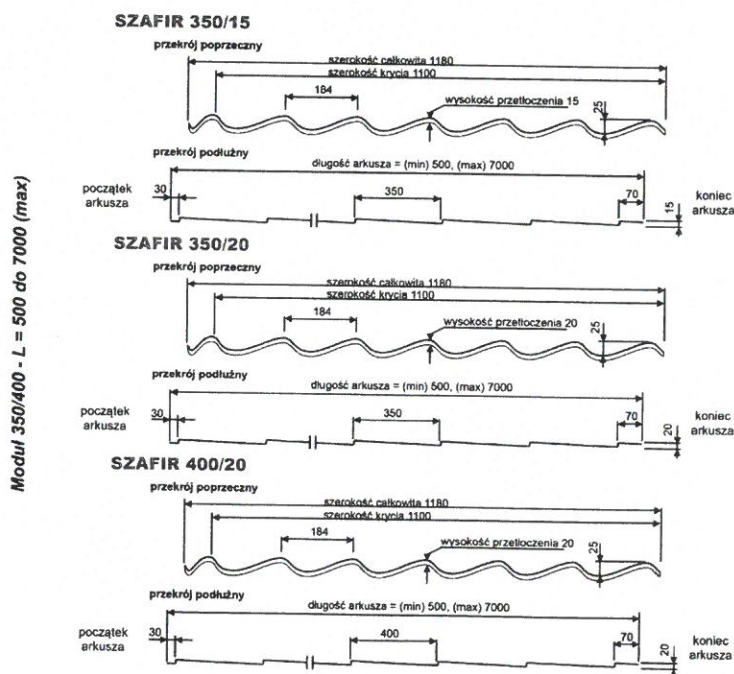 SZAFIR 350/15
przekrój poprzeczny
szerokość całkowita 1180
szerokość krycia 1100
184
wysokość przetłoczenia 15
25
przekrój podłużny
długość arkusza = (min) 500, (max) 7000
początek arkusza
30
350
70
15
koniec arkusza
SZAFIR 350/20
przekrój poprzeczny
szerokość całkowita 1180
szerokość krycia 1100
184
wysokość przetłoczenia 20
25
przekrój podłużny
długość arkusza = (min) 500, (max) 7000
początek arkusza
30
350
70
20
koniec arkusza
SZAFIR 400/20
przekrój poprzeczny
szerokość całkowita 1180
szerokość krycia 1100
184
wysokość przetłoczenia 20
25
przekrój podłużny
długość arkusza = (min) 500, (max) 7000
początek arkusza
30
400
70
20
koniec arkusza
Moduł 350/400 - L = 500 do 7000 (max)